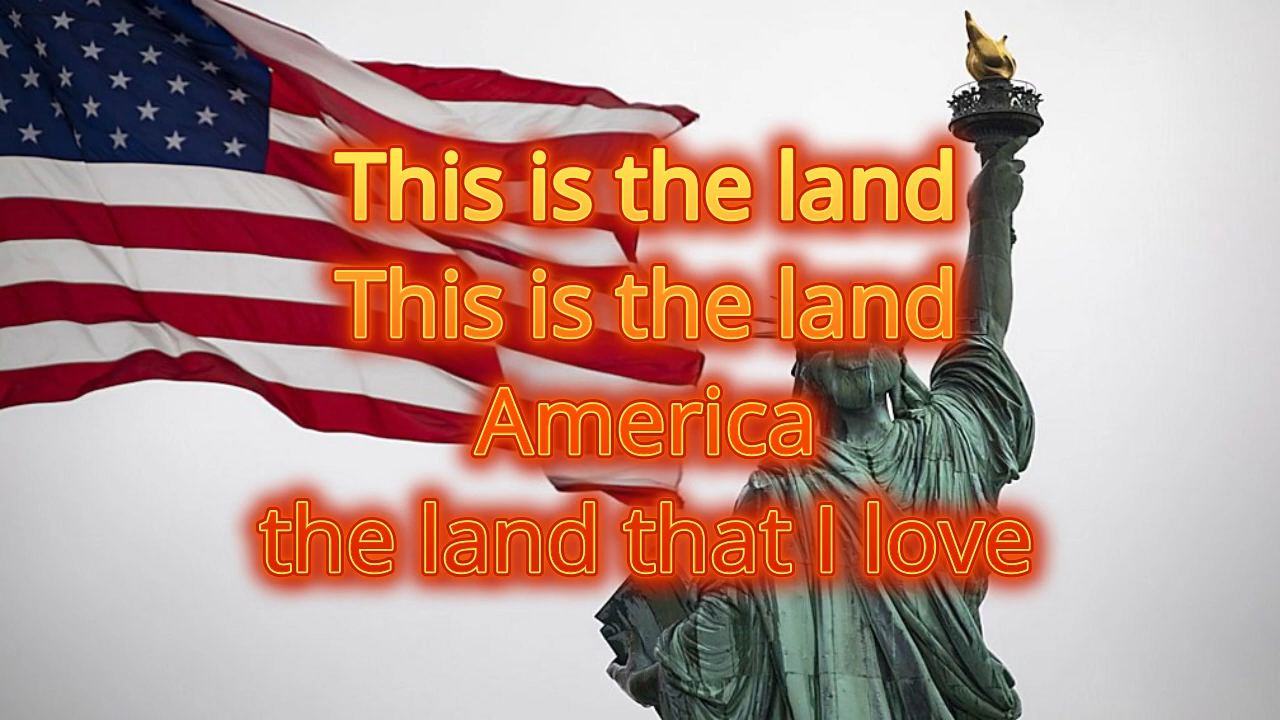 This is the land
This is the land
America
the land that I love